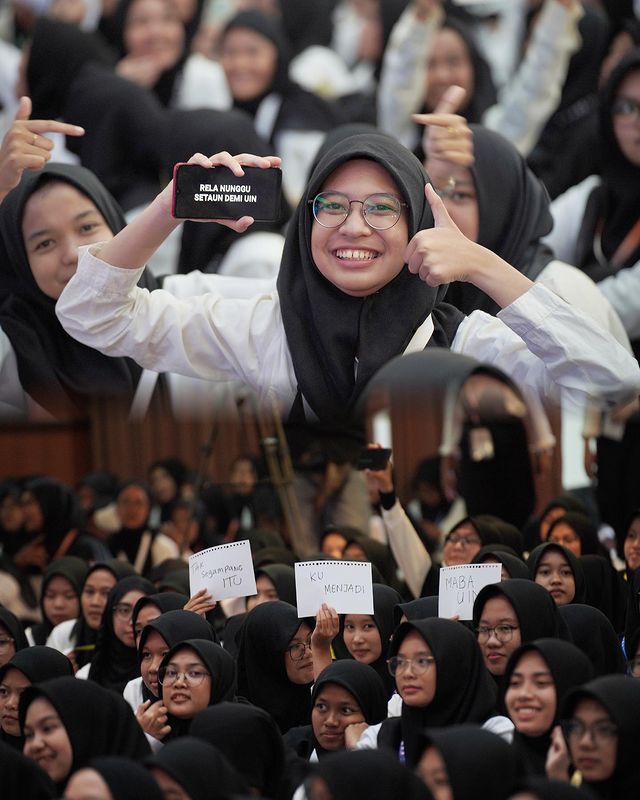 RELA NUNGGU
SETAUN DEMI UIN
TAK
SEGAMPANG
ITU
KU MENJADI
MABA
UIN